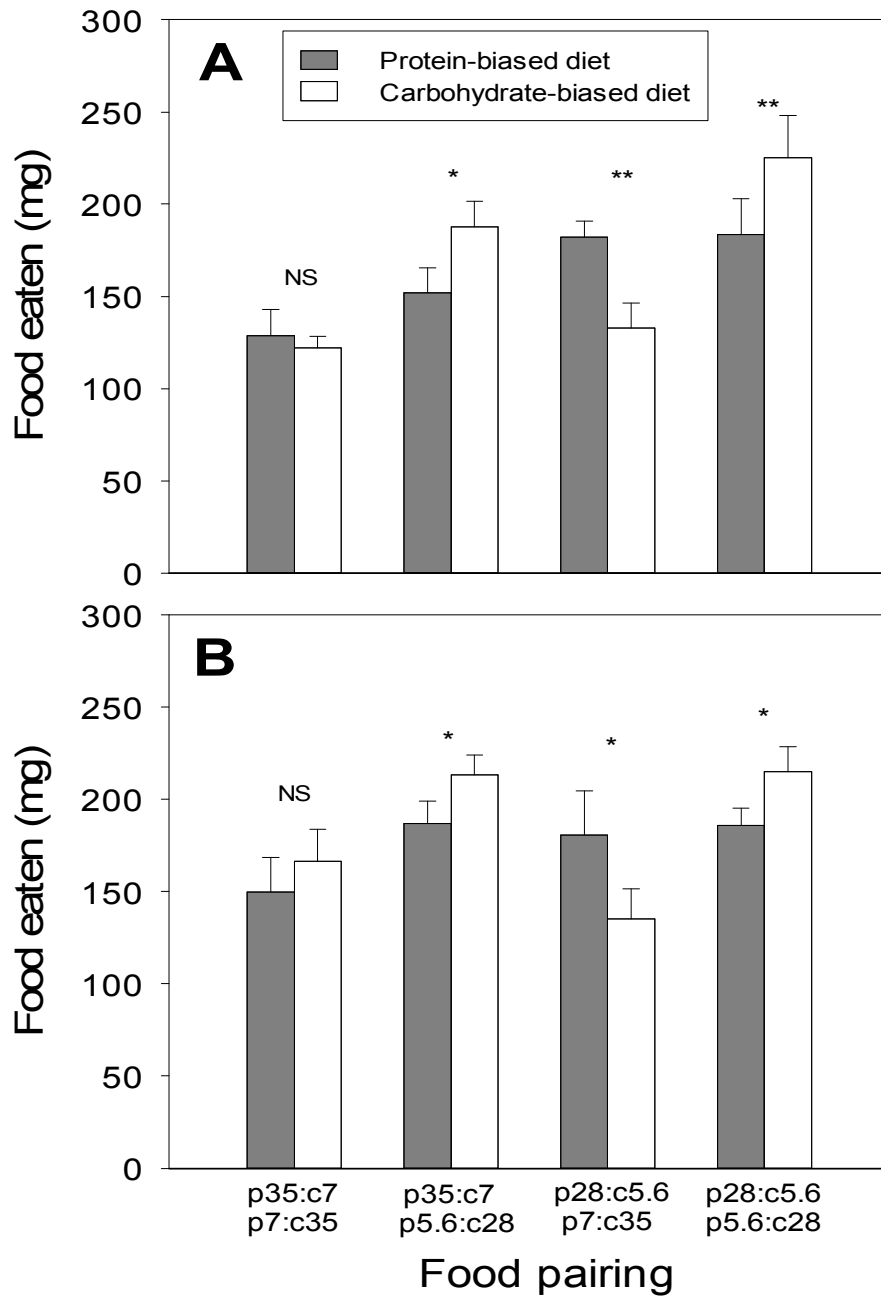 300
A
Protein-biased diet
Carbohydrate-biased diet
250
**
Food eaten (mg)
200
*
**
150
NS
100
50
0
300
B
250
*
*
*
Food eaten (mg)
200
NS
150
100
50
0
p35:c7 p35:c7 p28:c5.6 p28:c5.6
p7:c35 p5.6:c28 p7:c35 p5.6:c28
Food pairing